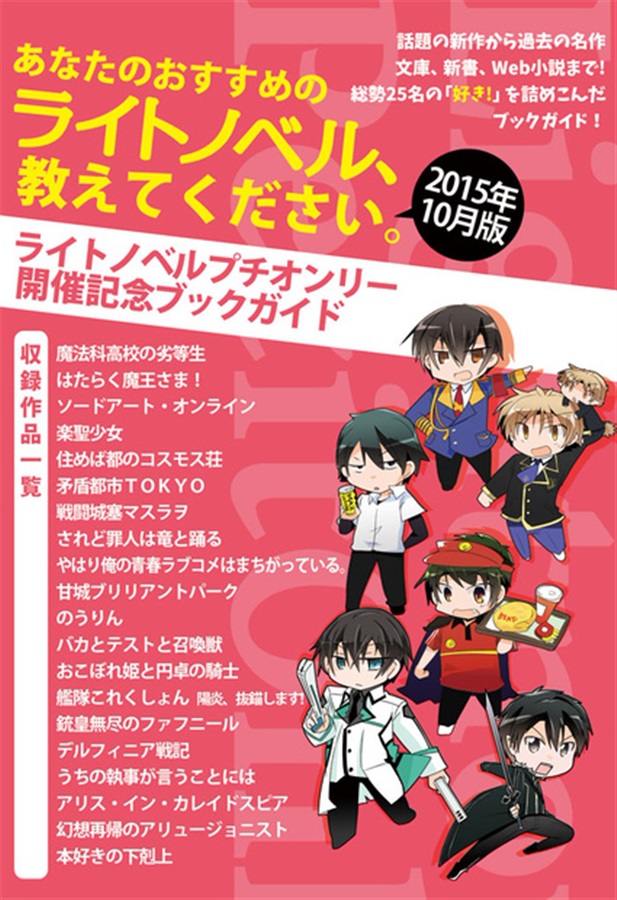 話題の新作から過去の名作
文庫、新書、Web小説まで!
総勢25名の「好き!」を詰めこんだ
ブックガイド！
あなたのおすすめの
ライトノベル、
教えてください。
2015年
10月版
ライトノベルプチオンリー
開催記念ブックガイド
収録作品一覧
魔法科高校の劣等生
はたらく魔王さま！
ソードアート・オンライン
楽聖少女
住めば都のコスモス荘
矛盾都市ＴＯＫＹＯ
戦闘城塞マスラヲ
されど罪人は竜と踊る
やはり俺の青春ラブコメはまちがっている。
甘城ブリリアントパーク
のうりん
バカとテストと召喚獣
おこぼれ姫と円卓の騎士
艦隊これくしょん 陽炎、抜錨します!
銃皇無尽のファフニール
デルフィニア戦記
うちの執事が言うことには
アリス・イン・カレイドスピア
幻想再帰のアリュージョニスト
本好きの下剋上